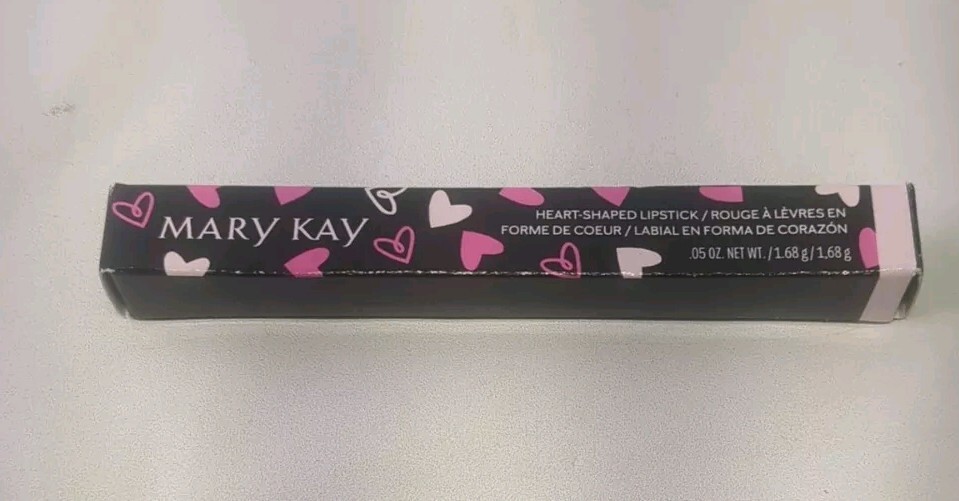 MARY KAY
HEART-SHAPED LIPSTICK / ROUGE À LÈVRES EN
FORME DE COEUR / LABIAL EN FORMA DE CORAZÓN
.05 OZ. NET WT. / 1.68 g / 1,68 g